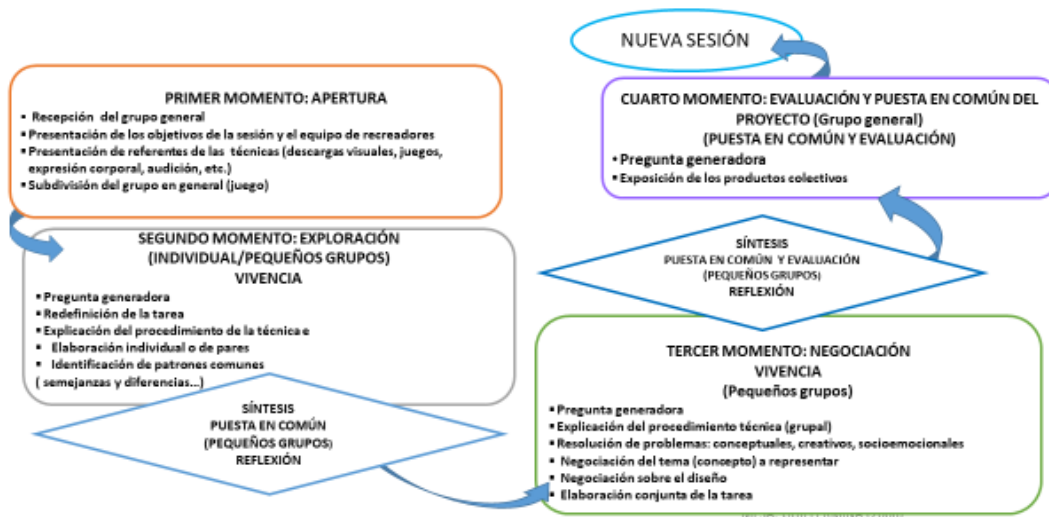 PRIMER MOMENTO: APERTURA
▪ Recepción del grupo general
▪ Presentación de los objetivos de la sesión y el equipo de recreadores
▪ Presentación de referentes de las técnicas (descargas visuales, juegos,
expresión corporal, audición, etc.)
▪ Subdivisión del grupo en general (juego)
SEGUNDO MOMENTO: EXPLORACIÓN
(INDIVIDUAL/PEQUEÑOS GRUPOS)
VIVENCIA
▪ Pregunta generadora
▪ Redefinición de la tarea
▪ Explicación del procedimiento de la técnica e
▪ Elaboración individual o de pares
▪ Identificación de patrones comunes
( semejanzas y diferencias...)
SÍNTESIS
PUESTA EN COMÚN
(PEQUEÑOS GRUPOS)
REFLEXIÓN
TERCER MOMENTO: NEGOCIACIÓN
VIVENCIA
(Pequeños grupos)
▪ Pregunta generadora
▪ Explicación del procedimiento técnica (grupal)
▪ Resolución de problemas: conceptuales, creativos, socioemocionales
▪ Negociación del tema (concepto) a representar
▪ Negociación sobre el diseño
▪ Elaboración conjunta de la tarea
SÍNTESIS
PUESTA EN COMÚN Y EVALUACIÓN
(PEQUEÑOS GRUPOS)
REFLEXIÓN
CUARTO MOMENTO: EVALUACIÓN Y PUESTA EN COMÚN DEL
PROYECTO (Grupo general)
(PUESTA EN COMÚN Y EVALUACIÓN)
• Pregunta generadora
▪ Exposición de los productos colectivos
NUEVA SESIÓN